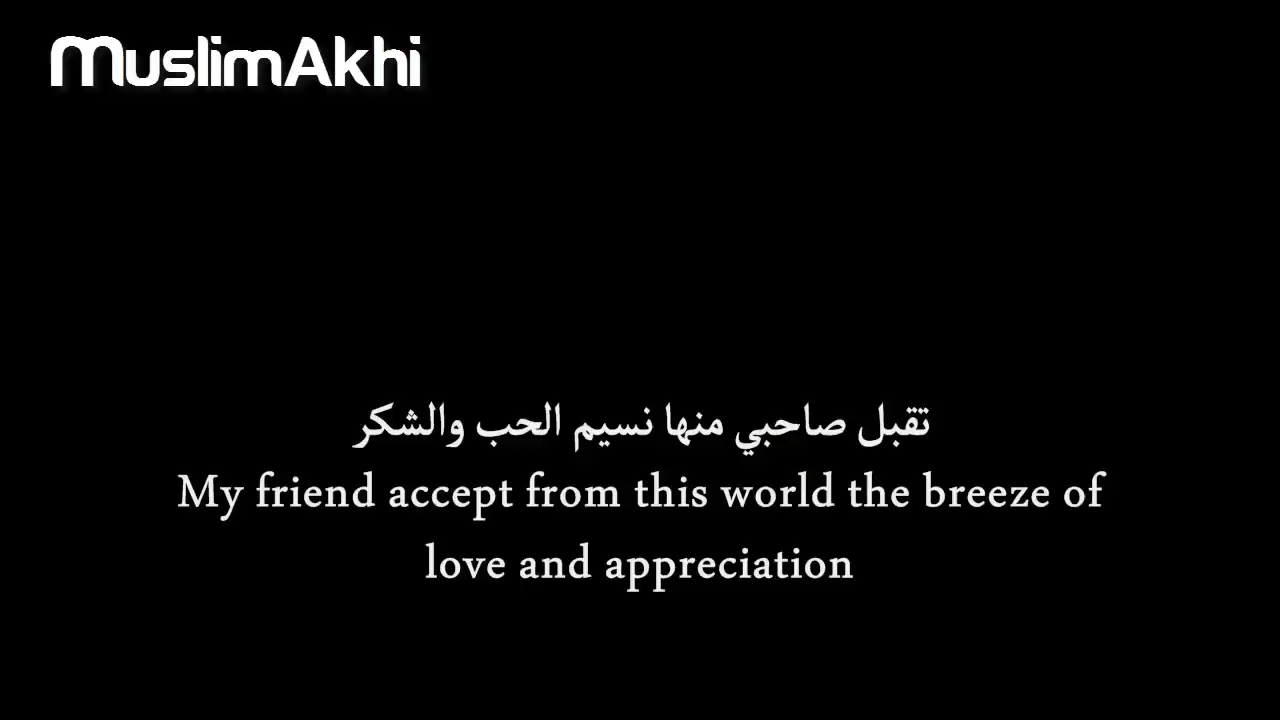 MuslimAkhi
تقبل صاحبي منها نسيم الحب والشكر
My friend accept from this world the breeze of
love and appreciation